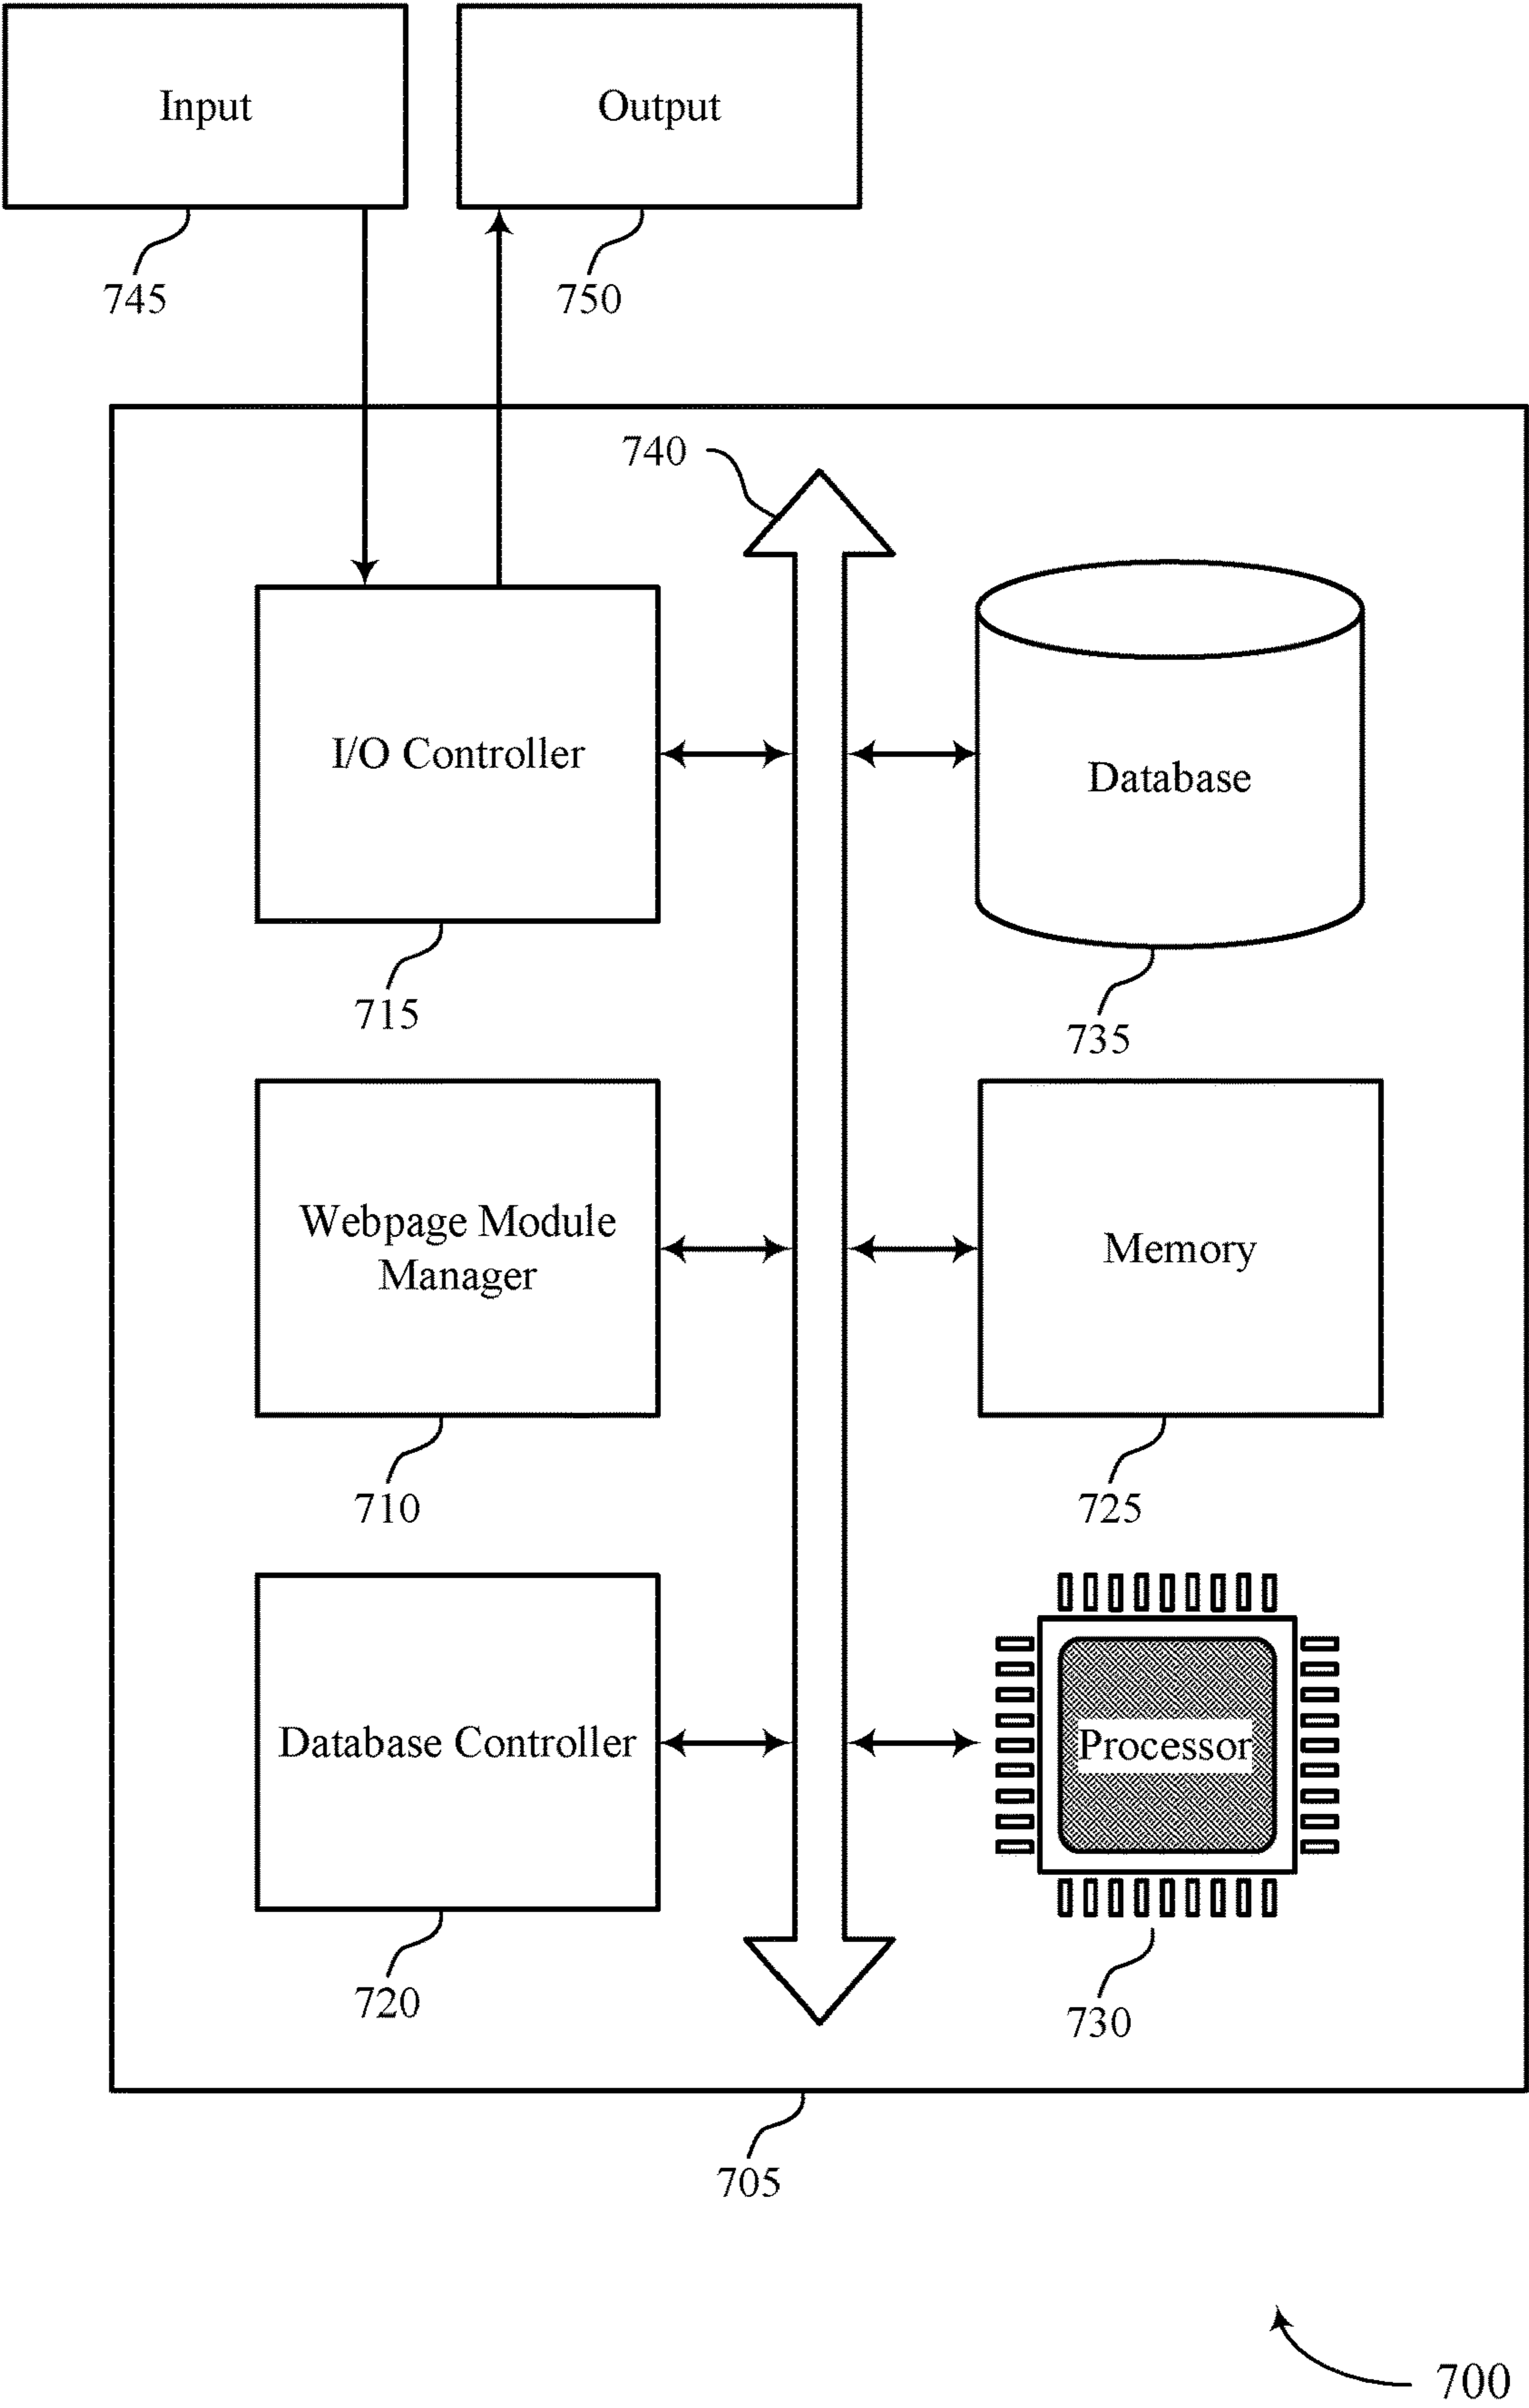 Input
Output
745
750
740
I/O Controller
Database
715
735
Webpage Module
Manager
Memory
710
725
Database Controller
Processor
720
730
705
700